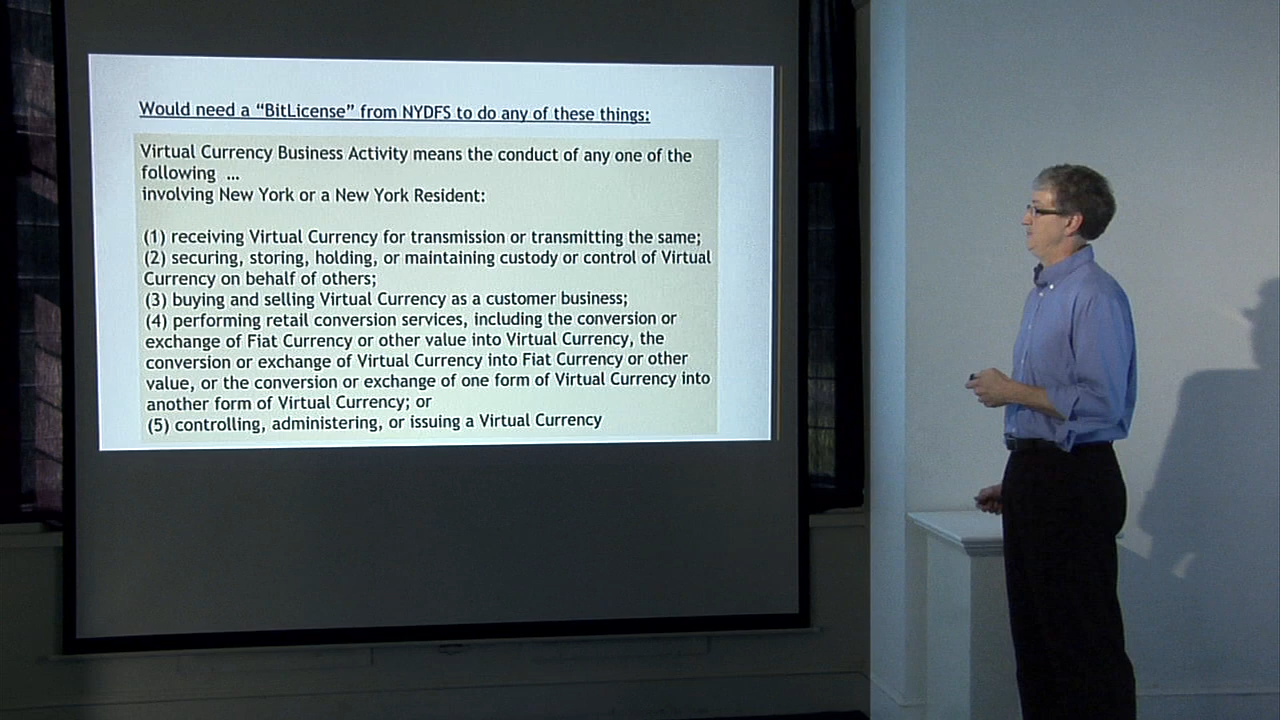 Would need a “BitLicense” from NYDFS to do any of these things:
Virtual Currency Business Activity means the conduct of any one of the
following ...
involving New York or a New York Resident:
(1) receiving Virtual Currency for transmission or transmitting the same;
(2) securing, storing, holding, or maintaining custody or control of Virtual
Currency on behalf of others;
(3) buying and selling Virtual Currency as a customer business;
(4) performing retail conversion services, including the conversion or
exchange of Fiat Currency or other value into Virtual Currency, the
conversion or exchange of Virtual Currency into Fiat Currency or other
value, or the conversion or exchange of one form of Virtual Currency into
another form of Virtual Currency; or
(5) controlling, administering, or issuing a Virtual Currency